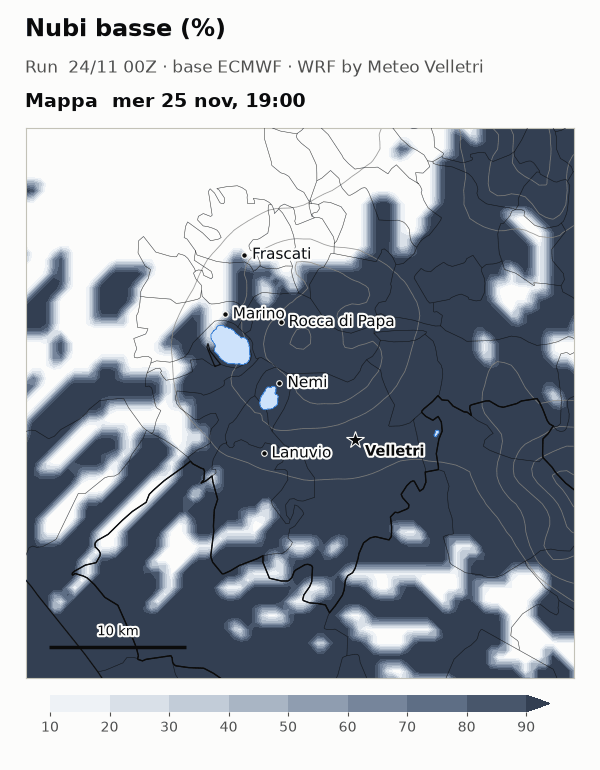 Nubi basse (%)
Run  24/11 00Z · base ECMWF · WRF by Meteo Velletri
Mappa  mer 25 nov, 19:00
Frascati
Marino
Rocca di Papa
Nemi
Velletri
Lanuvio
10 km
10 20 30 40 50 60 70 80 90